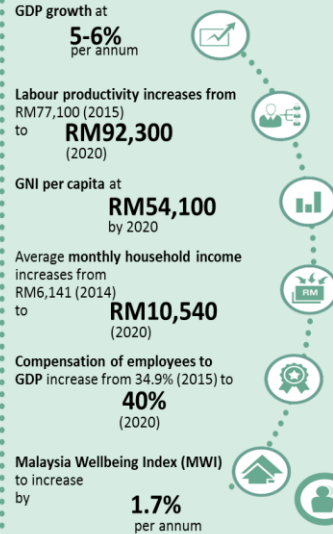 GDP growth at
5-6%
per annum
Labour productivity increases from
RM77,100 (2015)
to RM92,300
(2020)
GNI per capita at
RM54,100
by 2020
Average monthly household income
increases from
RM6,141 (2014)
to RM10,540
(2020)
Compensation of employees to
GDP increase from 34.9% (2015) to
40%
(2020)
Malaysia Wellbeing Index (MWI)
to increase
by 1.7%
per annum
RM